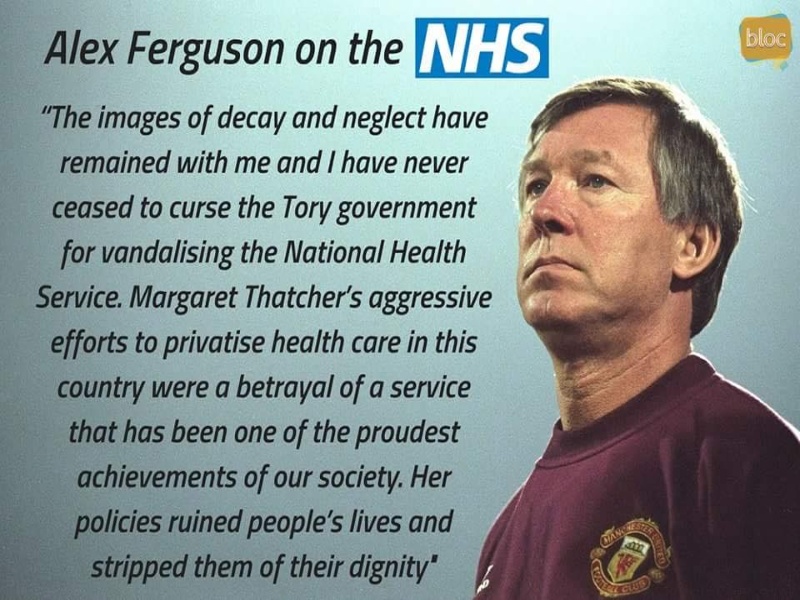 Alex Ferguson on the NHS
bloc
“The images of decay and neglect have
remained with me and I have never
ceased to curse the Tory government
for vandalising the National Health
Service. Margaret Thatcher’s aggressive
efforts to privatise health care in this
country were a betrayal of a service
that has been one of the proudest
achievements of our society. Her
policies ruined people’s lives and
stripped them of their dignity"
MANCHESTER UNITED
FOOTBALL CLUB